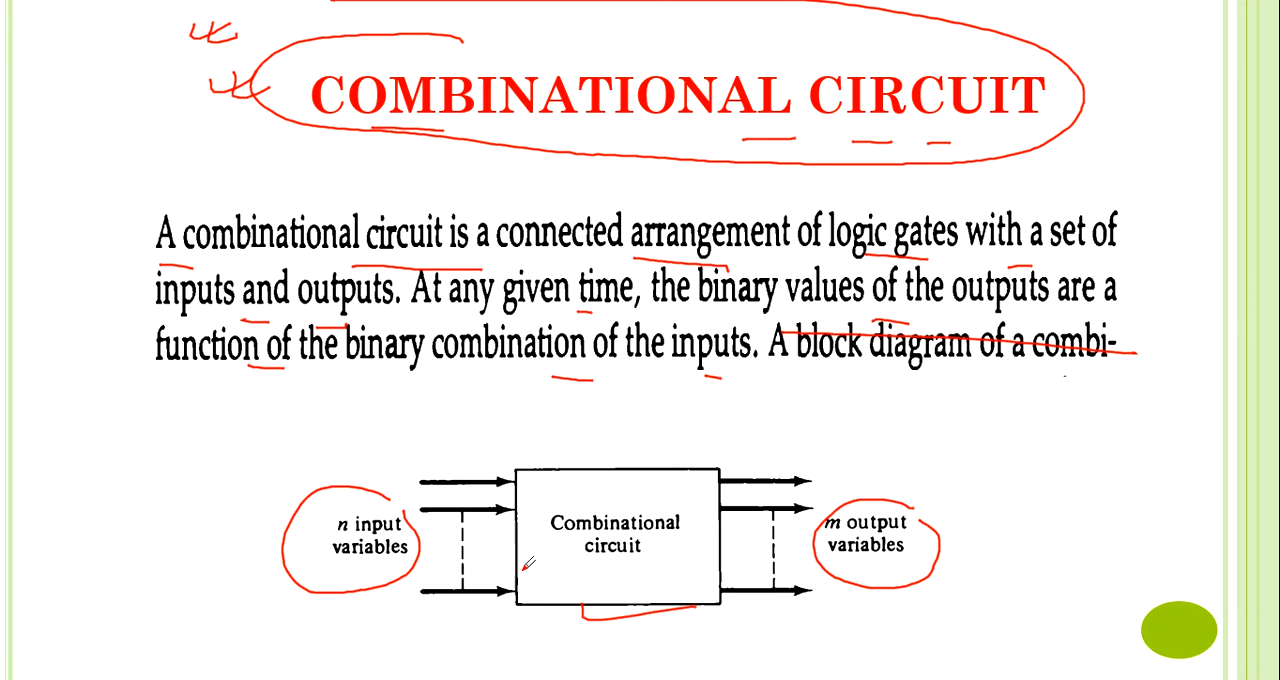 COMBINATIONAL CIRCUIT
A combinational circuit is a connected arrangement of logic gates with a set of
inputs and outputs. At any given time, the binary values of the outputs are a
function of the binary combination of the inputs. A block diagram of a combi-
n input
variables
Combinational
circuit
m output
variables